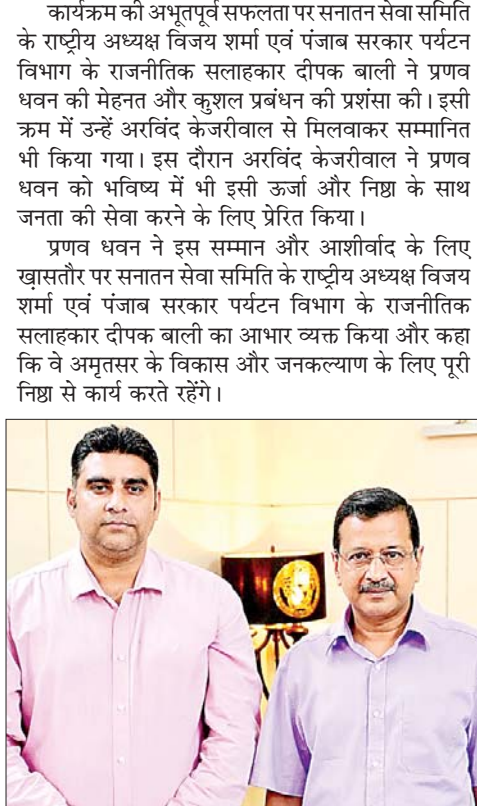 कार्यक्रम की अभूतपूर्व सफलता पर सनातन सेवा समिति
के राष्ट्रीय अध्यक्ष विजय शर्मा एवं पंजाब सरकार पर्यटन
विभाग के राजनीतिक सलाहकार दीपक बाली ने प्रणव
धवन की मेहनत और कुशल प्रबंधन की प्रशंसा की। इसी
क्रम में उन्हें अरविंद केजरीवाल से मिलवाकर सम्मानित
भी किया गया। इस दौरान अरविंद केजरीवाल ने प्रणव
धवन को भविष्य में भी इसी ऊर्जा और निष्ठा के साथ
जनता की सेवा करने के लिए प्रेरित किया।
प्रणव धवन ने इस सम्मान और आशीर्वाद के लिए
ख़ासतौर पर सनातन सेवा समिति के राष्ट्रीय अध्यक्ष विजय
शर्मा एवं पंजाब सरकार पर्यटन विभाग के राजनीतिक
सलाहकार दीपक बाली का आभार व्यक्त किया और कहा
कि वे अमृतसर के विकास और जनकल्याण के लिए पूरी
निष्ठा से कार्य करते रहेंगे।